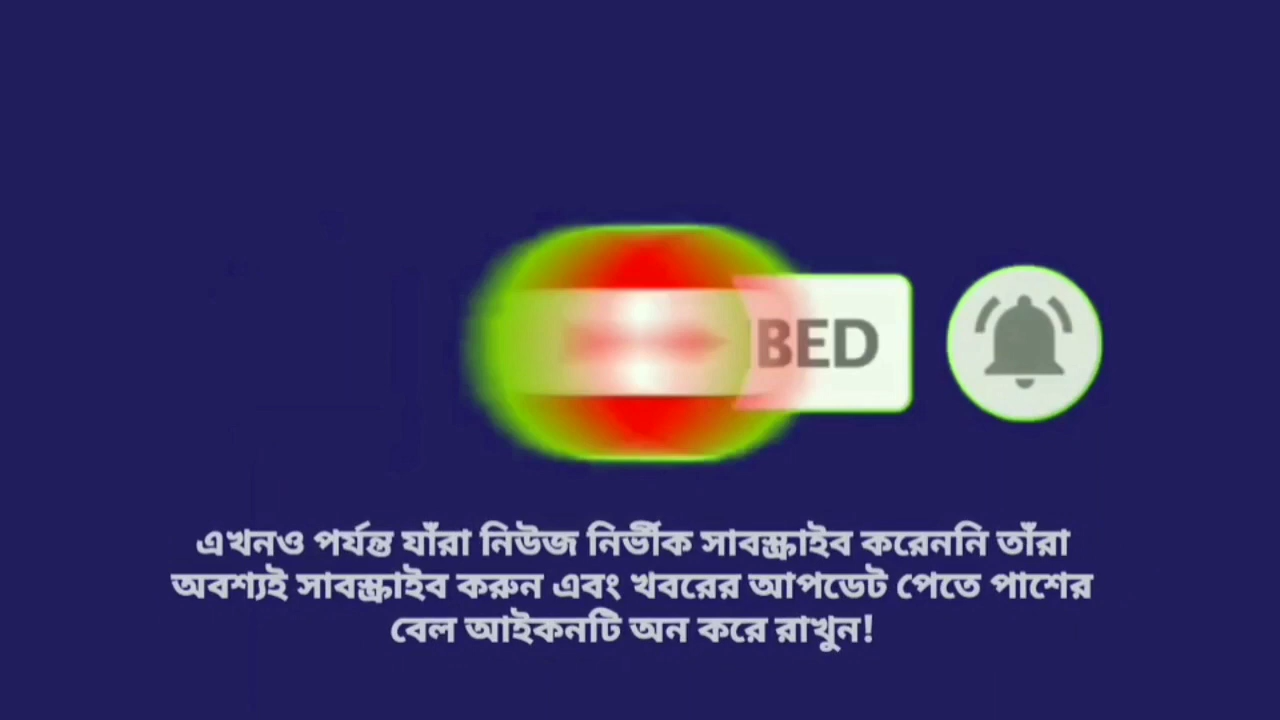 BED
এখনও পর্যন্ত যাঁরা নিউজ নির্ভীক সাবস্ক্রাইব করেননি তাঁরা
অবশ্যই সাবস্ক্রাইব করুন এবং খবরের আপডেট পেতে পাশের
বেল আইকনটি অন করে রাখুন!